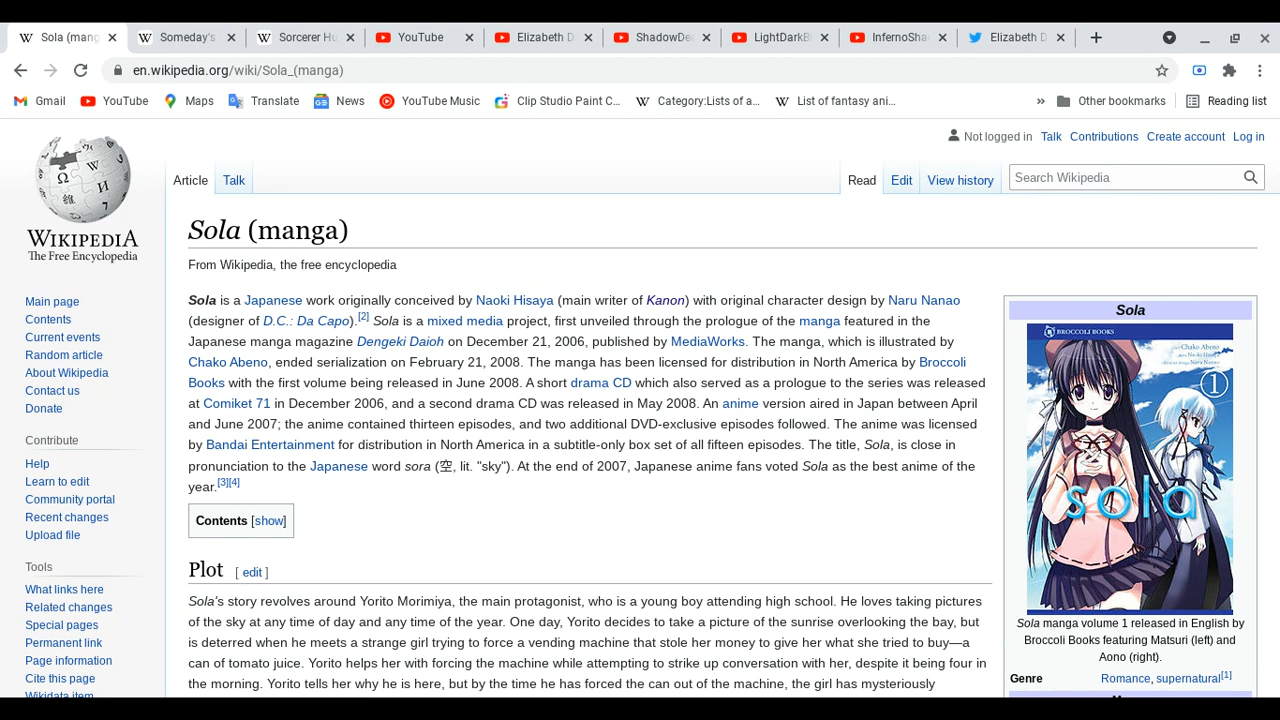 Sola (mang
Someday's
Sorcerer Hu
YouTube
Elizabeth D
ShadowDea
LightDarkB
InfernoSha
Elizabeth D
en.wikipedia.org/wiki/Sola_(manga)
Gmail
YouTube
Maps
Translate
News
YouTube Music
Clip Studio Paint C...
Category:Lists of a...
List of fantasy ani...
»
Other bookmarks
Reading list
Not logged in
Talk
Contributions
Create account
Log in
Article
Talk
Read
Edit
View history
Search Wikipedia
WIKIPEDIA
The Free Encyclopedia
Main page
Contents
Current events
Random article
About Wikipedia
Contact us
Donate
Contribute
Help
Learn to edit
Community portal
Recent changes
Upload file
Tools
What links here
Related changes
Special pages
Permanent link
Page information
Cite this page
Wikidata item
Sola (manga)
From Wikipedia, the free encyclopedia
Sola is a Japanese work originally conceived by Naoki Hisaya (main writer of Kanon) with original character design by Naru Nanao
(designer of D.C.: Da Capo).[2] Sola is a mixed media project, first unveiled through the prologue of the manga featured in the
Japanese manga magazine Dengeki Daioh on December 21, 2006, published by MediaWorks. The manga, which is illustrated by
Chako Abeno, ended serialization on February 21, 2008. The manga has been licensed for distribution in North America by Broccoli
Books with the first volume being released in June 2008. A short drama CD which also served as a prologue to the series was released
at Comiket 71 in December 2006, and a second drama CD was released in May 2008. An anime version aired in Japan between April
and June 2007; the anime contained thirteen episodes, and two additional DVD-exclusive episodes followed. The anime was licensed
by Bandai Entertainment for distribution in North America in a subtitle-only box set of all fifteen episodes. The title, Sola, is close in
pronunciation to the Japanese word sora (空, lit. "sky"). At the end of 2007, Japanese anime fans voted Sola as the best anime of the
year.[3][4]
Contents [show]
Plot [ edit ]
Sola's story revolves around Yorito Morimiya, the main protagonist, who is a young boy attending high school. He loves taking pictures
of the sky at any time of day and any time of the year. One day, Yorito decides to take a picture of the sunrise overlooking the bay, but
is deterred when he meets a strange girl trying to force a vending machine that stole her money to give her what she tried to buy—a
can of tomato juice. Yorito helps her with forcing the machine while attempting to strike up conversation with her, despite it being four in
the morning. Yorito tells her why he is here, but by the time he has forced the can out of the machine, the girl has mysteriously
Sola
BROCCOLI BOOKS
Chako Abeno
1
sola
Sola manga volume 1 released in English by
Broccoli Books featuring Matsuri (left) and
Aono (right).
Genre
Romance, supernatural[1]